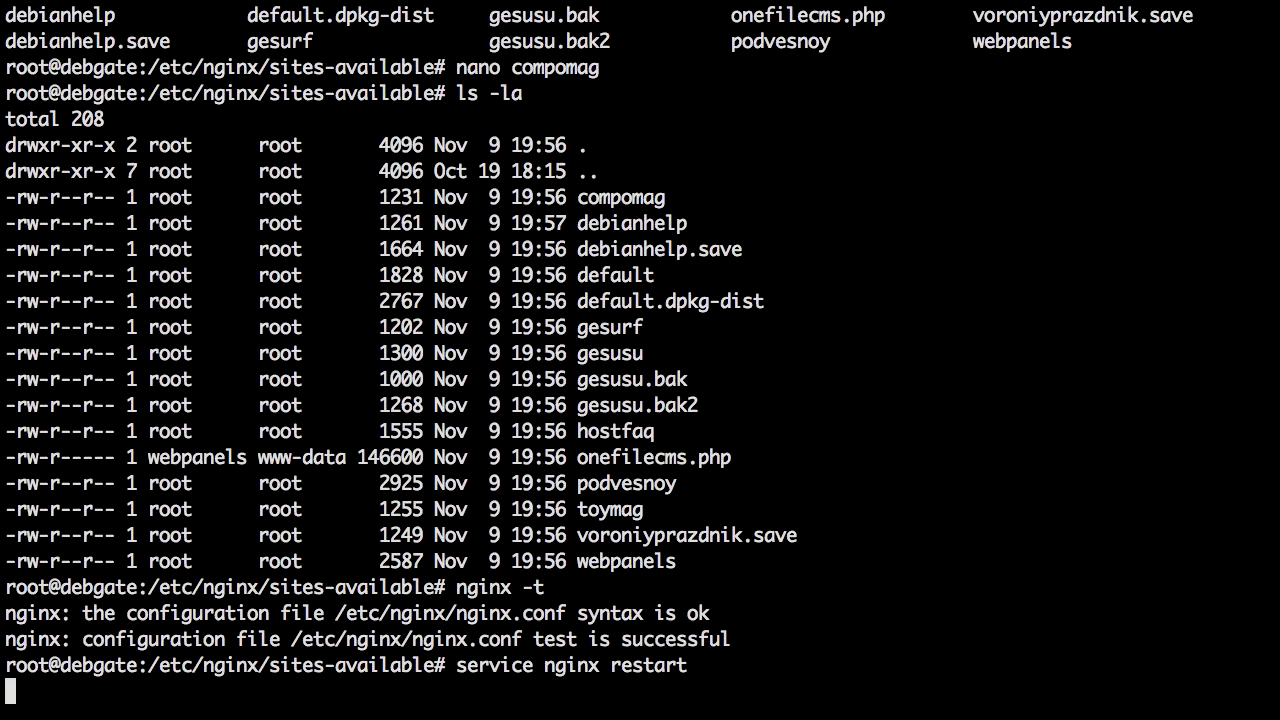 debianhelp default.dpkg-dist gesusu.bak onefilecms.php voroniyprazdnik.save
debianhelp.save gesurf gesusu.bak2 podvesnoy webpanels
root@debgate:/etc/nginx/sites-available# nano compomag
root@debgate:/etc/nginx/sites-available# ls -la
total 208
drwxr-xr-x 2 root root 4096 Nov 9 19:56 .
drwxr-xr-x 7 root root 4096 Oct 19 18:15 ..
-rw-r--r-- 1 root root 1231 Nov 9 19:56 compomag
-rw-r--r-- 1 root root 1261 Nov 9 19:57 debianhelp
-rw-r--r-- 1 root root 1664 Nov 9 19:56 debianhelp.save
-rw-r--r-- 1 root root 1828 Nov 9 19:56 default
-rw-r--r-- 1 root root 2767 Nov 9 19:56 default.dpkg-dist
-rw-r--r-- 1 root root 1202 Nov 9 19:56 gesurf
-rw-r--r-- 1 root root 1300 Nov 9 19:56 gesusu
-rw-r--r-- 1 root root 1000 Nov 9 19:56 gesusu.bak
-rw-r--r-- 1 root root 1268 Nov 9 19:56 gesusu.bak2
-rw-r--r-- 1 root root 1555 Nov 9 19:56 hostfaq
-rw-r----- 1 webpanels www-data 146600 Nov 9 19:56 onefilecms.php
-rw-r--r-- 1 root root 2925 Nov 9 19:56 podvesnoy
-rw-r--r-- 1 root root 1255 Nov 9 19:56 toymag
-rw-r--r-- 1 root root 1249 Nov 9 19:56 voroniyprazdnik.save
-rw-r--r-- 1 root root 2587 Nov 9 19:56 webpanels
root@debgate:/etc/nginx/sites-available# nginx -t
nginx: the configuration file /etc/nginx/nginx.conf syntax is ok
nginx: configuration file /etc/nginx/nginx.conf test is successful
root@debgate:/etc/nginx/sites-available# service nginx restart